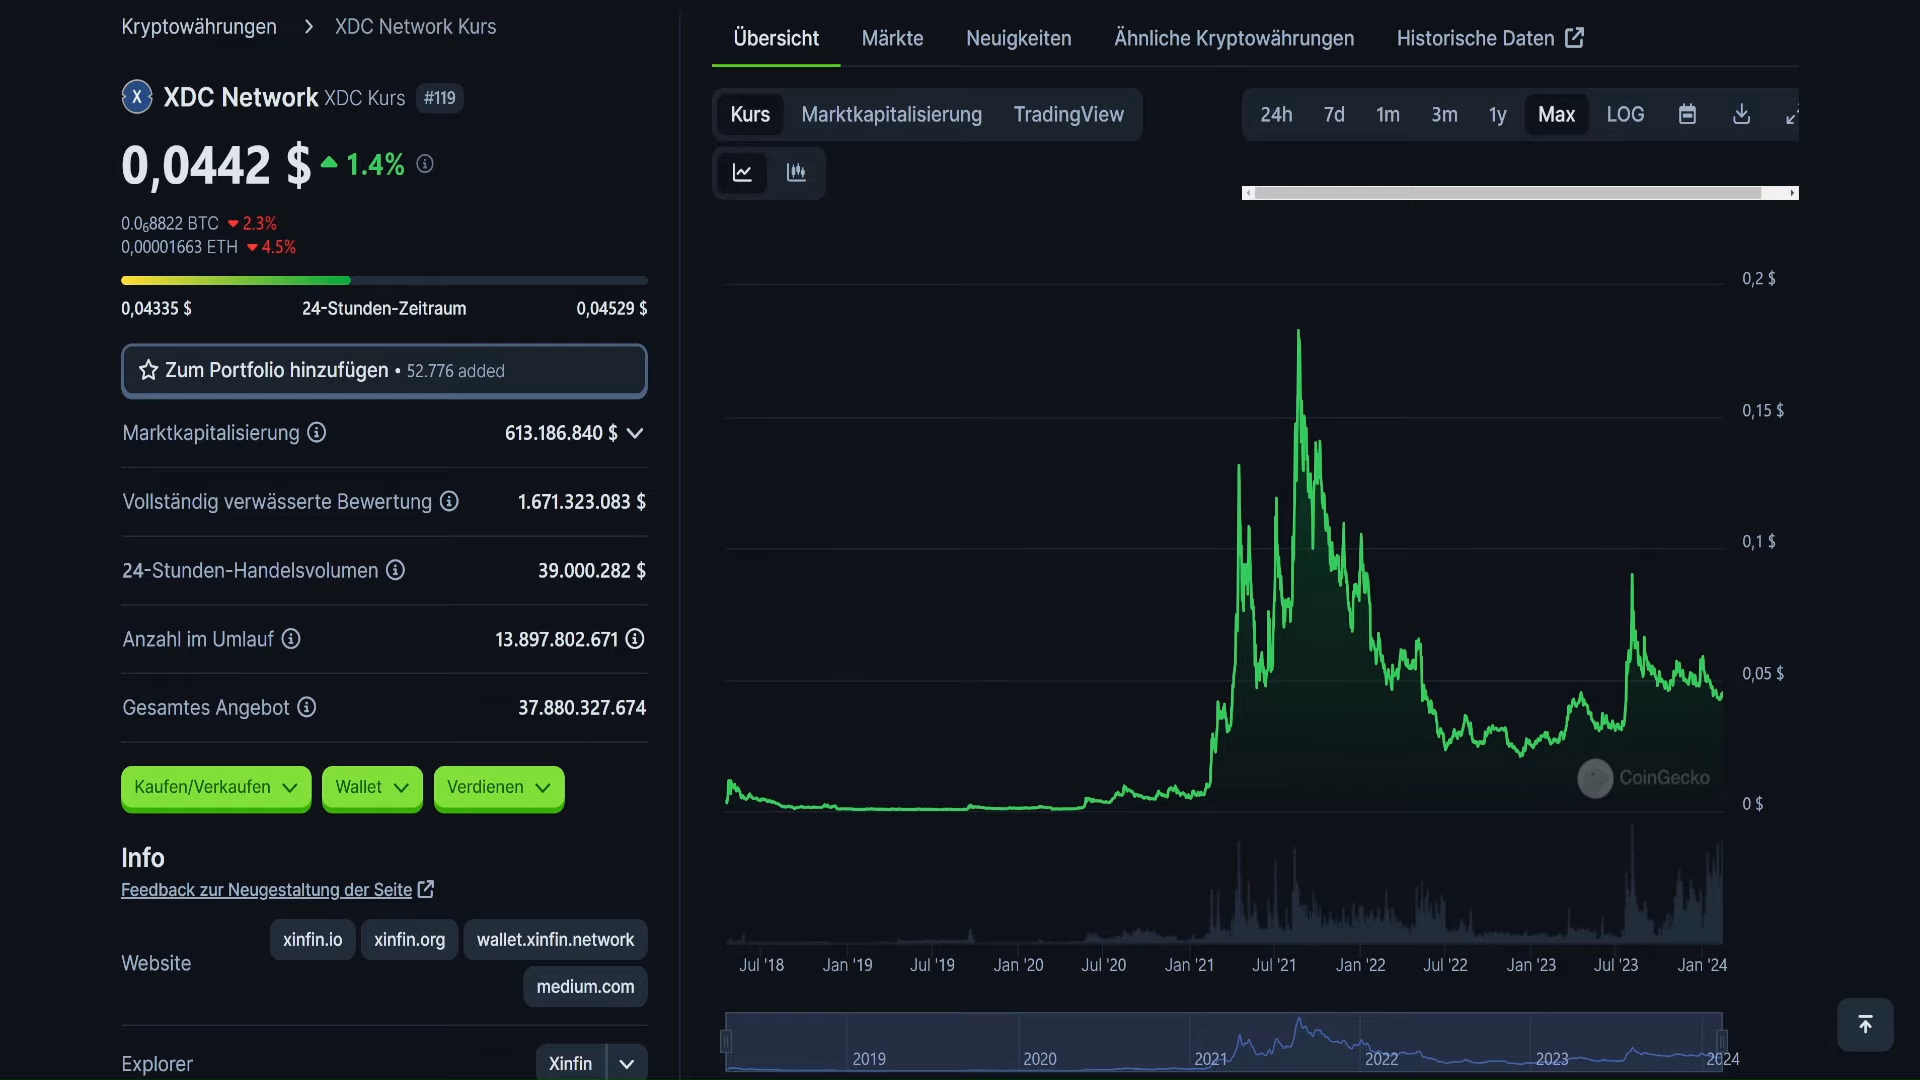 Kryptowährungen > XDC Network Kurs
X XDC Network XDC Kurs #119
0,0442 $ 1.4%
0.0₆8822 BTC 2.3%
0,00001663 ETH 4.5%
0,04335 $ 24-Stunden-Zeitraum 0,04529 $
Zum Portfolio hinzufügen • 52.776 added
Marktkapitalisierung 613.186.840 $
Vollständig verwässerte Bewertung 1.671.323.083 $
24-Stunden-Handelsvolumen 39.000.282 $
Anzahl im Umlauf 13.897.802.671
Gesamtes Angebot 37.880.327.674
Kaufen/Verkaufen Wallet Verdienen
Info
Feedback zur Neugestaltung der Seite
Website xinfin.io xinfin.org wallet.xinfin.network
medium.com
Explorer Xinfin
Übersicht Märkte Neuigkeiten Ähnliche Kryptowährungen Historische Daten
Kurs Marktkapitalisierung TradingView 24h 7d 1m 3m 1y Max LOG
0,2 $
0,15 $
0,1 $
0,05 $
CoinGecko
0 $
Jul '18 Jan '19 Jul '19 Jan '20 Jul '20 Jan '21 Jul '21 Jan '22 Jul '22 Jan '23 Jul '23 Jan '24
2019 2020 2021 2022 2023 2024